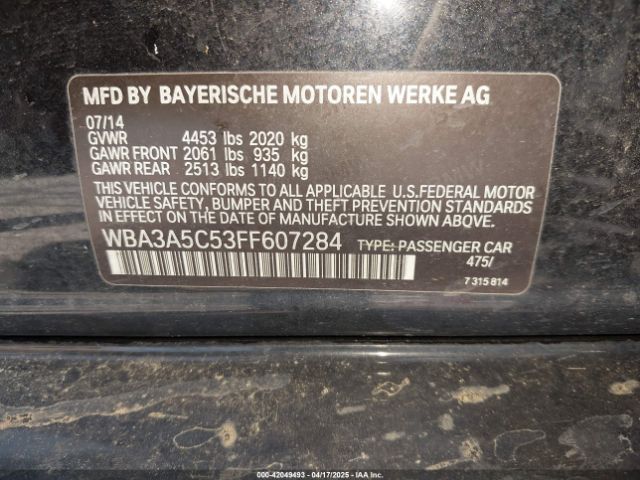 MFD BY BAYERISCHE MOTOREN WERKE AG
07/14
GVWR 4453 lbs 2020 kg
GAWR FRONT 2061 lbs 935 kg
GAWR REAR 2513 lbs 1140 kg
THIS VEHICLE CONFORMS TO ALL APPLICABLE U.S.FEDERAL MOTOR
VEHICLE SAFETY, BUMPER AND THEFT PREVENTION STANDARDS
IN EFFECT ON THE DATE OF MANUFACTURE SHOWN ABOVE.
WBA3A5C53FF607284 TYPE: PASSENGER CAR
475/
7 315 814
000-42049493 - 04/17/2025 - IAA Inc.